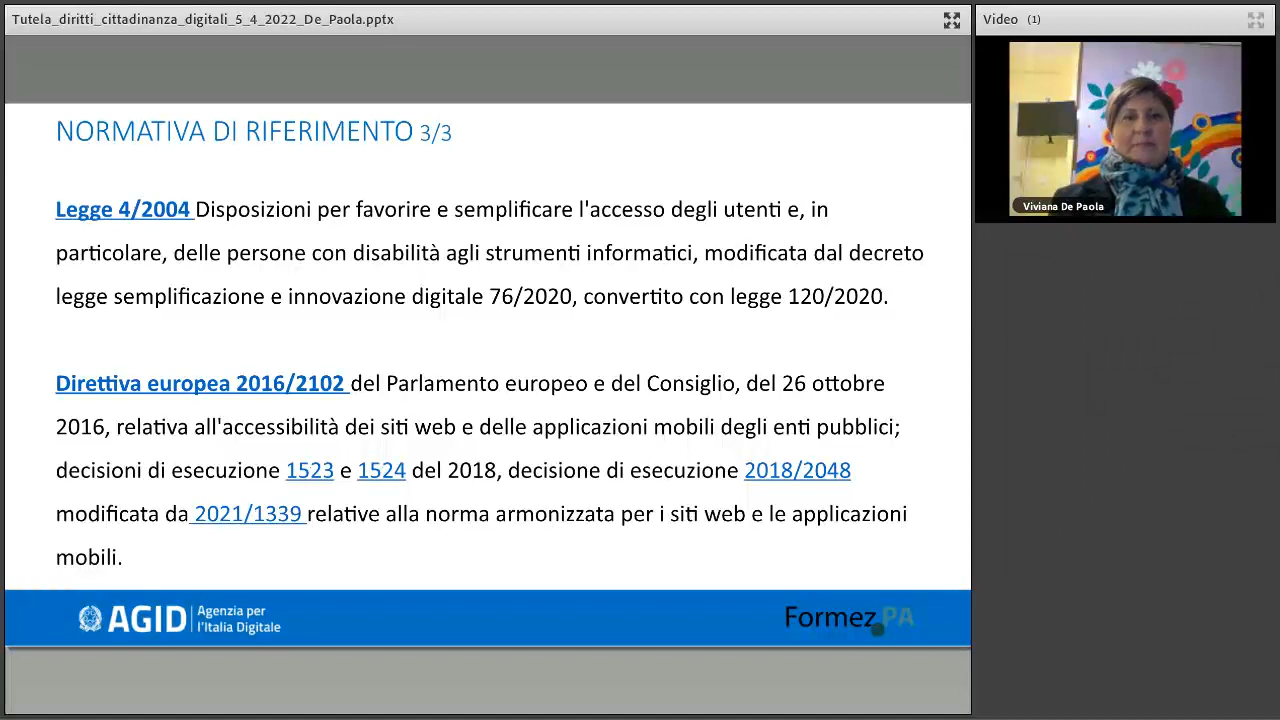 Tutela_diritti_cittadinanza_digitali_5_4_2022_De_Paola.pptx
Video (1)
Viviana De Paola
NORMATIVA DI RIFERIMENTO 3/3
Legge 4/2004 Disposizioni per favorire e semplificare l'accesso degli utenti e, in
particolare, delle persone con disabilità agli strumenti informatici, modificata dal decreto
legge semplificazione e innovazione digitale 76/2020, convertito con legge 120/2020.
Direttiva europea 2016/2102 del Parlamento europeo e del Consiglio, del 26 ottobre
2016, relativa all'accessibilità dei siti web e delle applicazioni mobili degli enti pubblici;
decisioni di esecuzione 1523 e 1524 del 2018, decisione di esecuzione 2018/2048
modificata da 2021/1339 relative alla norma armonizzata per i siti web e le applicazioni
mobili.
AGID
Agenzia per
l'Italia Digitale
Formez PA